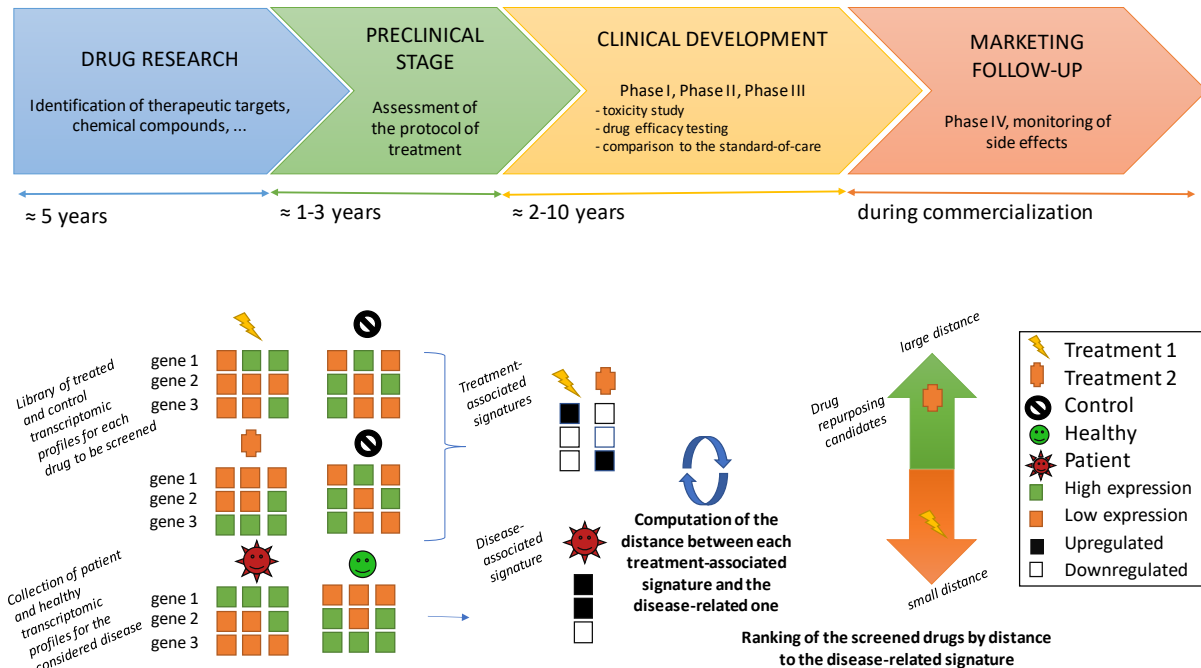 DRUG RESEARCH
Identification of therapeutic targets,
chemical compounds, ...
PRECLINICAL
STAGE
Assessment of
the protocol of
treatment
CLINICAL DEVELOPMENT
Phase I, Phase II, Phase III
- toxicity study
- drug efficacy testing
- comparison to the standard-of-care
MARKETING
FOLLOW-UP
Phase IV, monitoring of
side effects
≈ 5 years
≈ 1-3 years
≈ 2-10 years
during commercialization
Library of treated
and control
transcriptomic
profiles for each
drug to be screened
gene 1
gene 2
gene 3
gene 1
gene 2
gene 3
Collection of patient
and healthy
transcriptomic
profiles for the
considered disease
gene 1
gene 2
gene 3
Treatment-
associated
signatures
Disease-
associated
signature
Computation of the
distance between each
treatment-associated
signature and the
disease-related one
large distance
Drug
repurposing
candidates
small distance
Ranking of the screened drugs by distance
to the disease-related signature
Treatment 1
Treatment 2
Control
Healthy
Patient
High expression
Low expression
Upregulated
Downregulated